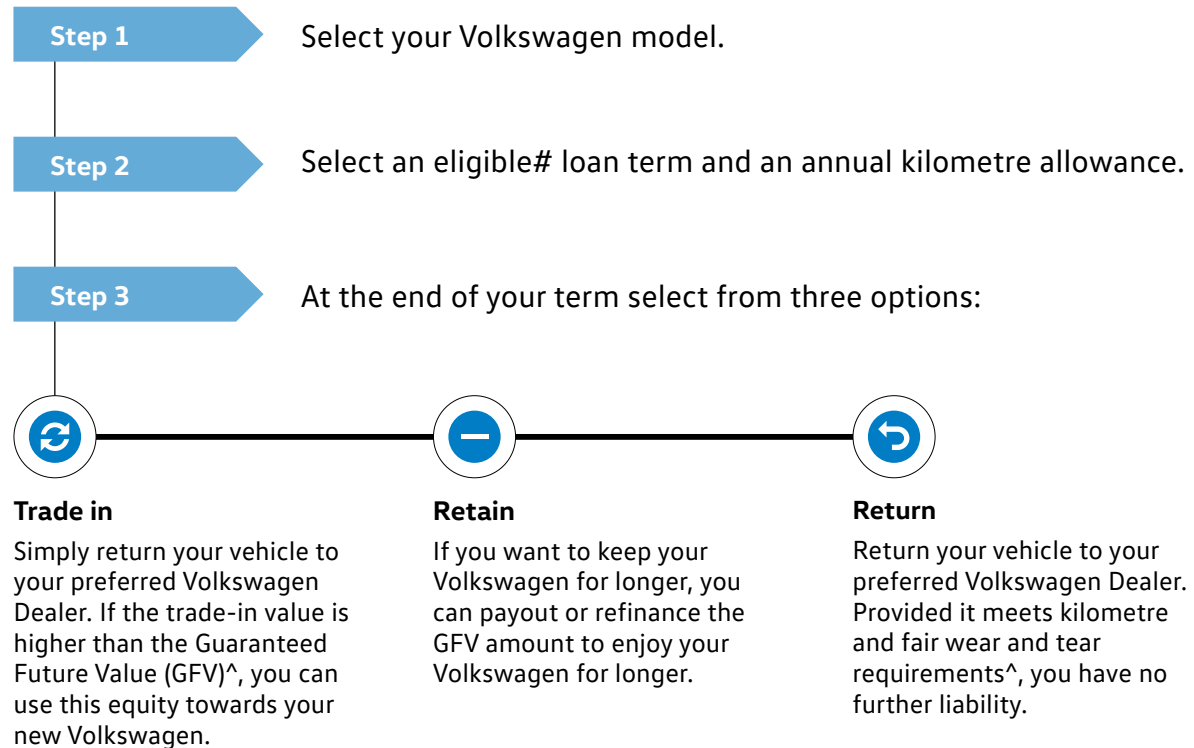 Step 1
Select your Volkswagen model.
Step 2
Select an eligible# loan term and an annual kilometre allowance.
Step 3
At the end of your term select from three options:
Trade in
Simply return your vehicle to
your preferred Volkswagen
Dealer. If the trade-in value is
higher than the Guaranteed
Future Value (GFV)^, you can
use this equity towards your
new Volkswagen.
Retain
If you want to keep your
Volkswagen for longer, you
can payout or refinance the
GFV amount to enjoy your
Volkswagen for longer.
Return
Return your vehicle to your
preferred Volkswagen Dealer.
Provided it meets kilometre
and fair wear and tear
requirements^, you have no
further liability.